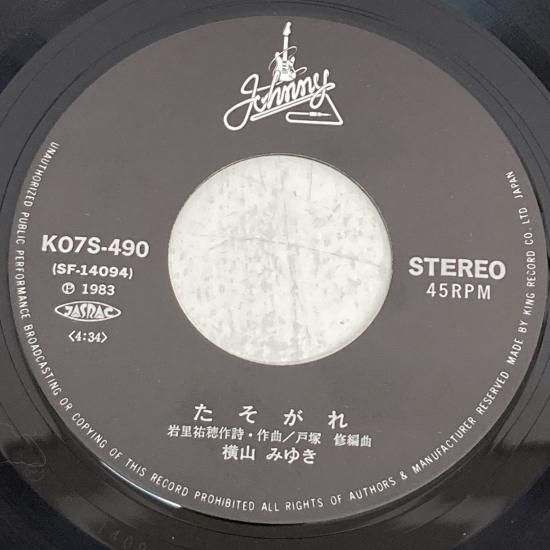 Johnny
K07S-490
(SF-14094)
Ⓟ 1983
JASRAC
<4:34>
STEREO
45RPM
たそがれ
岩里祐穂作詩・作曲/戸塚 修編曲
横山 みゆき
UNAUTHORIZED PUBLIC PERFORMANCE BROADCASTING OR COPYING OF THIS RECORD PROHIBITED ALL RIGHTS OF AUTHORS & MANUFACTURER RESERVED MADE BY KING RECORD CO. LTD JAPAN